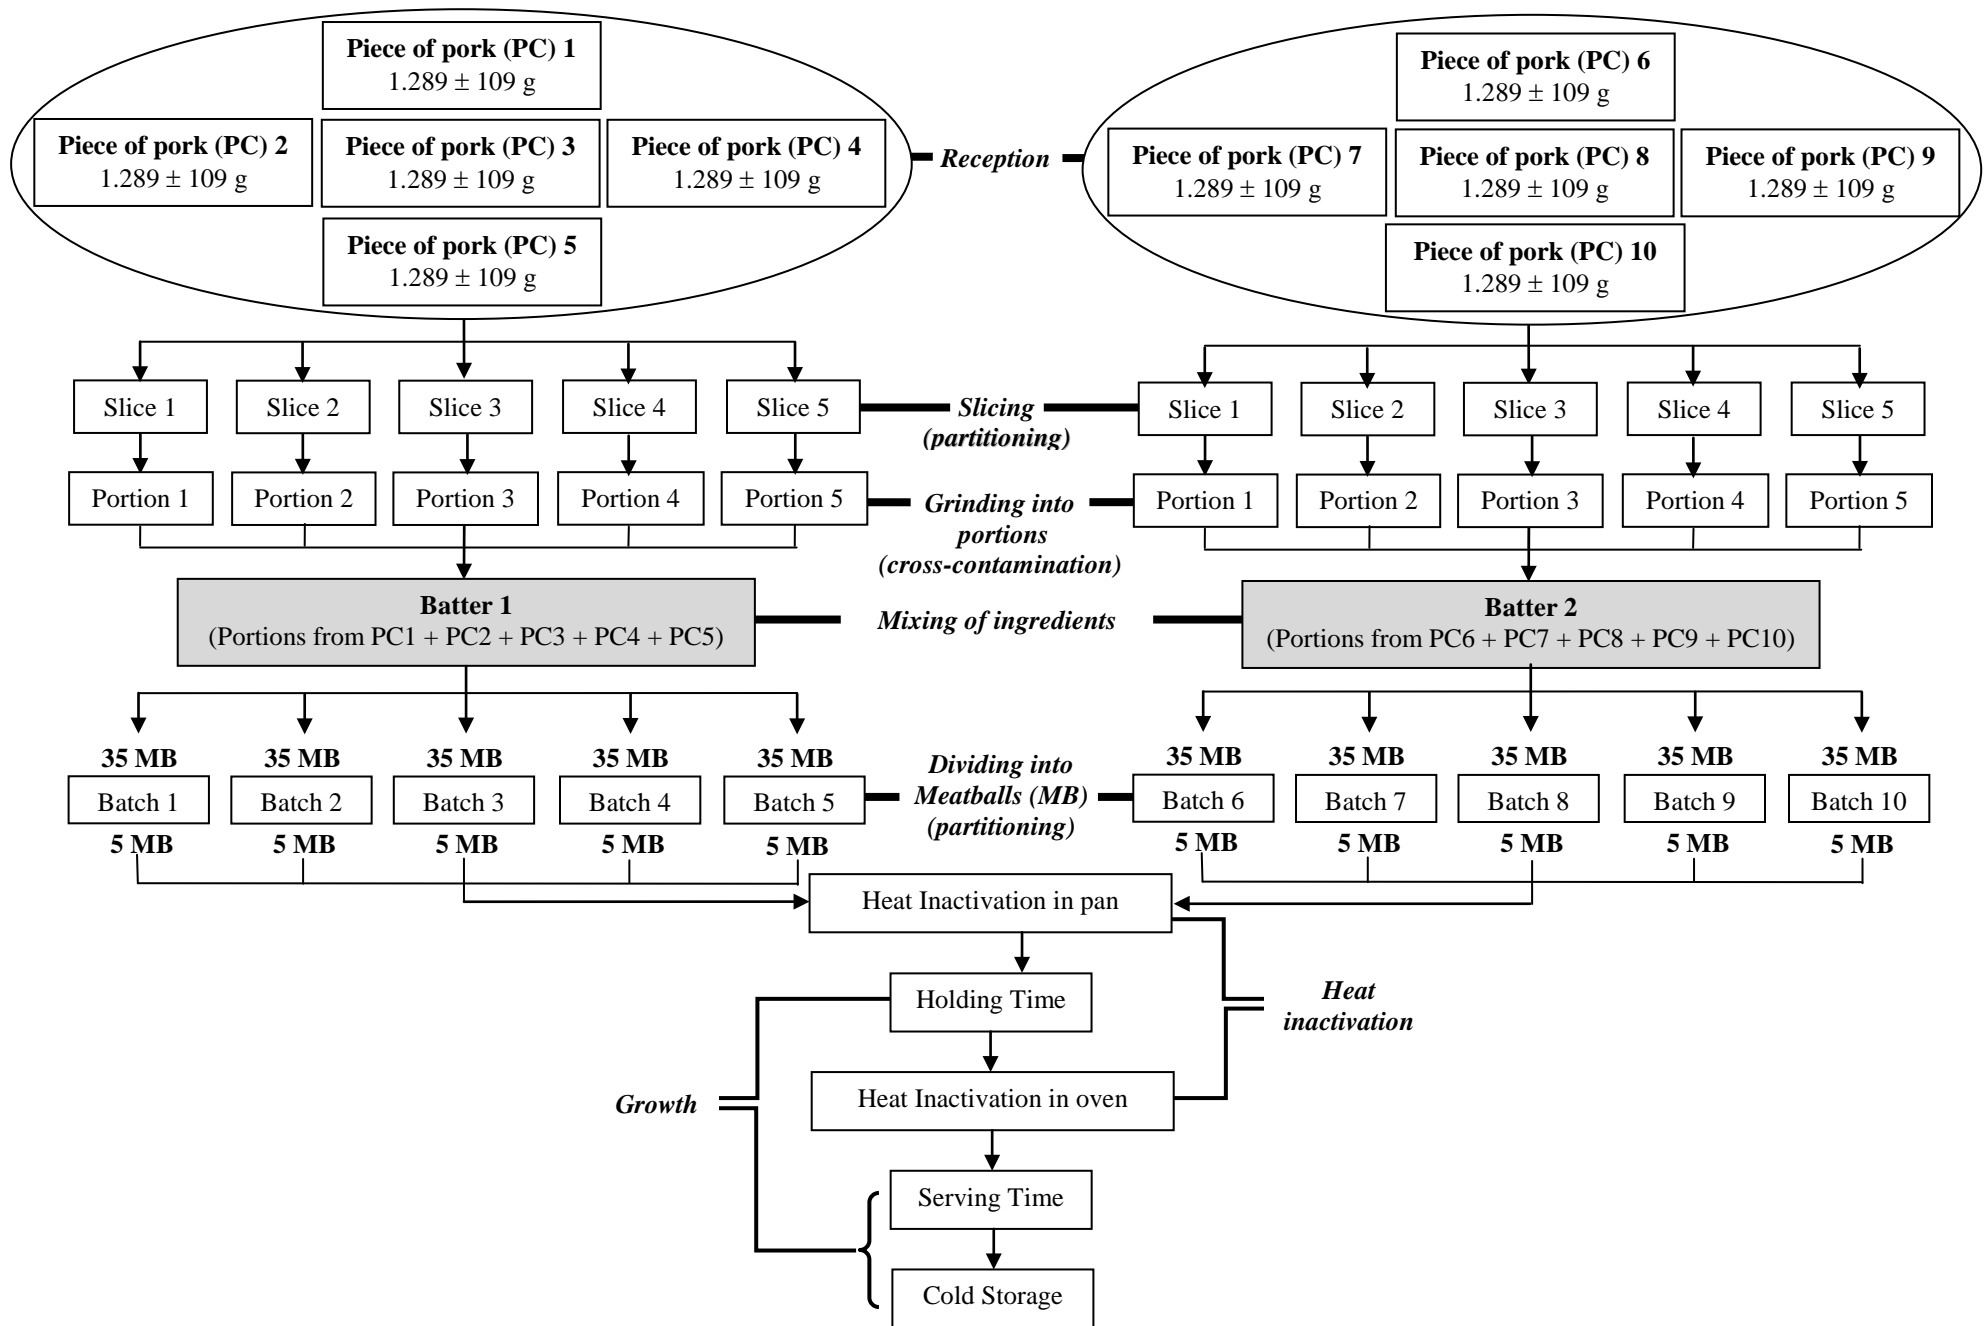 Piece of pork (PC) 1
1.289 ± 109 g
Piece of pork (PC) 2
1.289 ± 109 g
Piece of pork (PC) 3
1.289 ± 109 g
Piece of pork (PC) 4
1.289 ± 109 g
Piece of pork (PC) 5
1.289 ± 109 g
Reception
Piece of pork (PC) 6
1.289 ± 109 g
Piece of pork (PC) 7
1.289 ± 109 g
Piece of pork (PC) 8
1.289 ± 109 g
Piece of pork (PC) 9
1.289 ± 109 g
Piece of pork (PC) 10
1.289 ± 109 g
Slice 1
Slice 2
Slice 3
Slice 4
Slice 5
Slicing
(partitioning)
Slice 1
Slice 2
Slice 3
Slice 4
Slice 5
Portion 1
Portion 2
Portion 3
Portion 4
Portion 5
Grinding into
portions
(cross-contamination)
Portion 1
Portion 2
Portion 3
Portion 4
Portion 5
Batter 1
(Portions from PC1 + PC2 + PC3 + PC4 + PC5)
Mixing of ingredients
Batter 2
(Portions from PC6 + PC7 + PC8 + PC9 + PC10)
35 MB
35 MB
35 MB
35 MB
35 MB
Batch 1
Batch 2
Batch 3
Batch 4
Batch 5
5 MB
5 MB
5 MB
5 MB
5 MB
Dividing into
Meatballs (MB)
(partitioning)
35 MB
35 MB
35 MB
35 MB
35 MB
Batch 6
Batch 7
Batch 8
Batch 9
Batch 10
5 MB
5 MB
5 MB
5 MB
5 MB
Heat Inactivation in pan
Holding Time
Heat
inactivation
Heat Inactivation in oven
Growth
Serving Time
Cold Storage